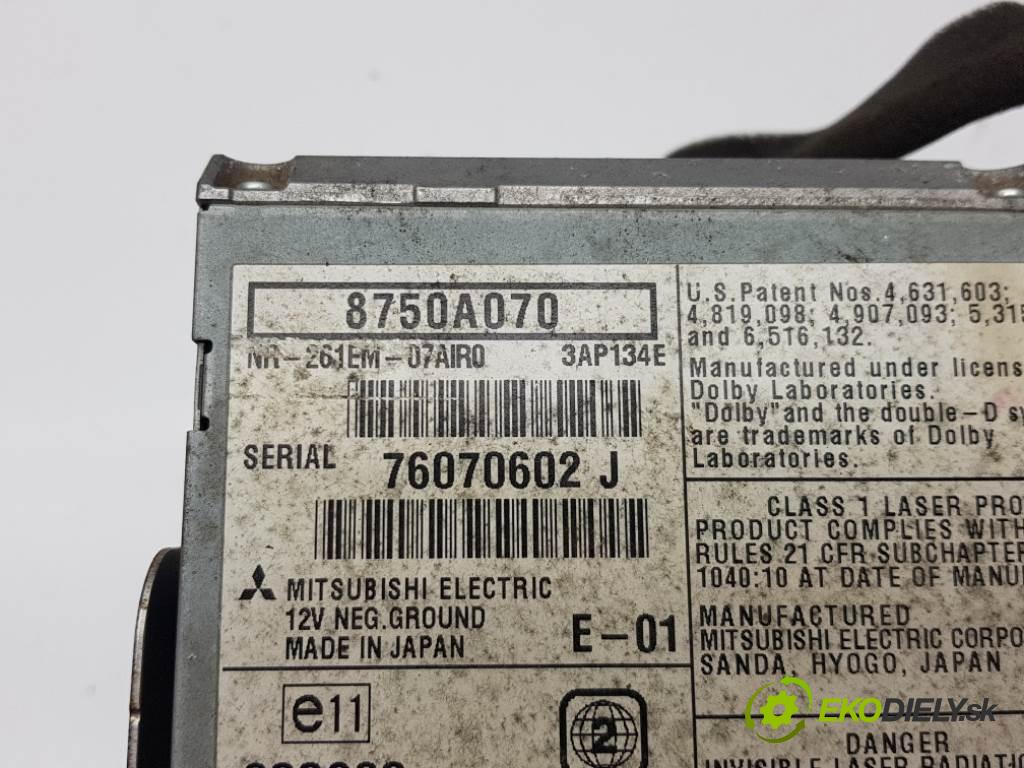 8750A070
NR-261EM-07AIR0 3AP134E
SERIAL 76070602 J
MITSUBISHI ELECTRIC
12V NEG.GROUND
MADE IN JAPAN
E-01
e11
2
U.S.Patent Nos.4,631,603;
4,819,098; 4,907,093;
and 6,516,132.
Manufactured under
Dolby Laboratories.
"Dolby"and the double-D
are trademarks of Dolby
Laboratories.
CLASS 1 LASER
PRODUCT COMPLIES WITH
RULES 21 CFR SUBCHAPTER
1040:10 AT DATE OF
MANUFACTURED
MITSUBISHI ELECTRIC
SANDA, HYOGO, JAPAN
DANGER
INVISIBLE LASER
EKODIELY.sk